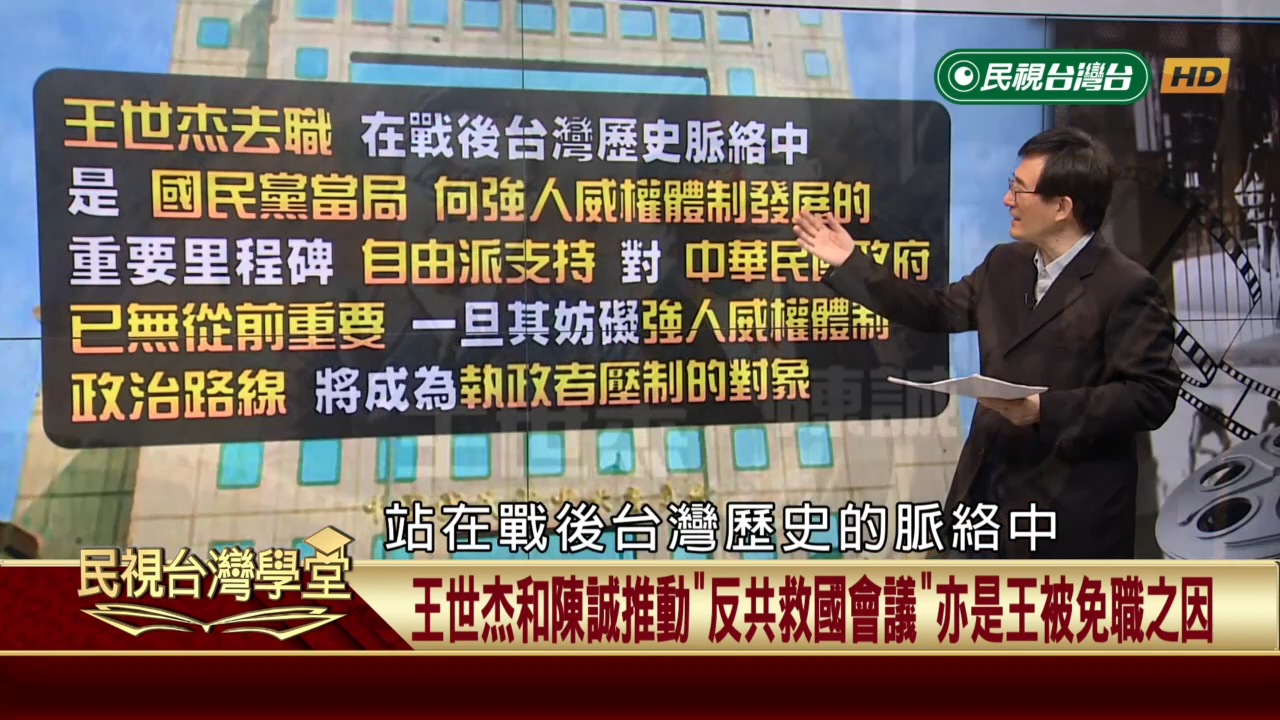 民視台灣台 HD
王世杰去職 在戰後台灣歷史脈絡中
是 國民黨當局 向強人威權體制發展的
重要里程碑 自由派支持 對 中華民國政府
已無從前重要 一旦其妨礙強人威權體制
政治路線 將成為執政者壓制的對象
王世杰 陳誠
站在戰後台灣歷史的脈絡中
民視台灣學堂
王世杰和陳誠推動"反共救國會議"亦是王被免職之因